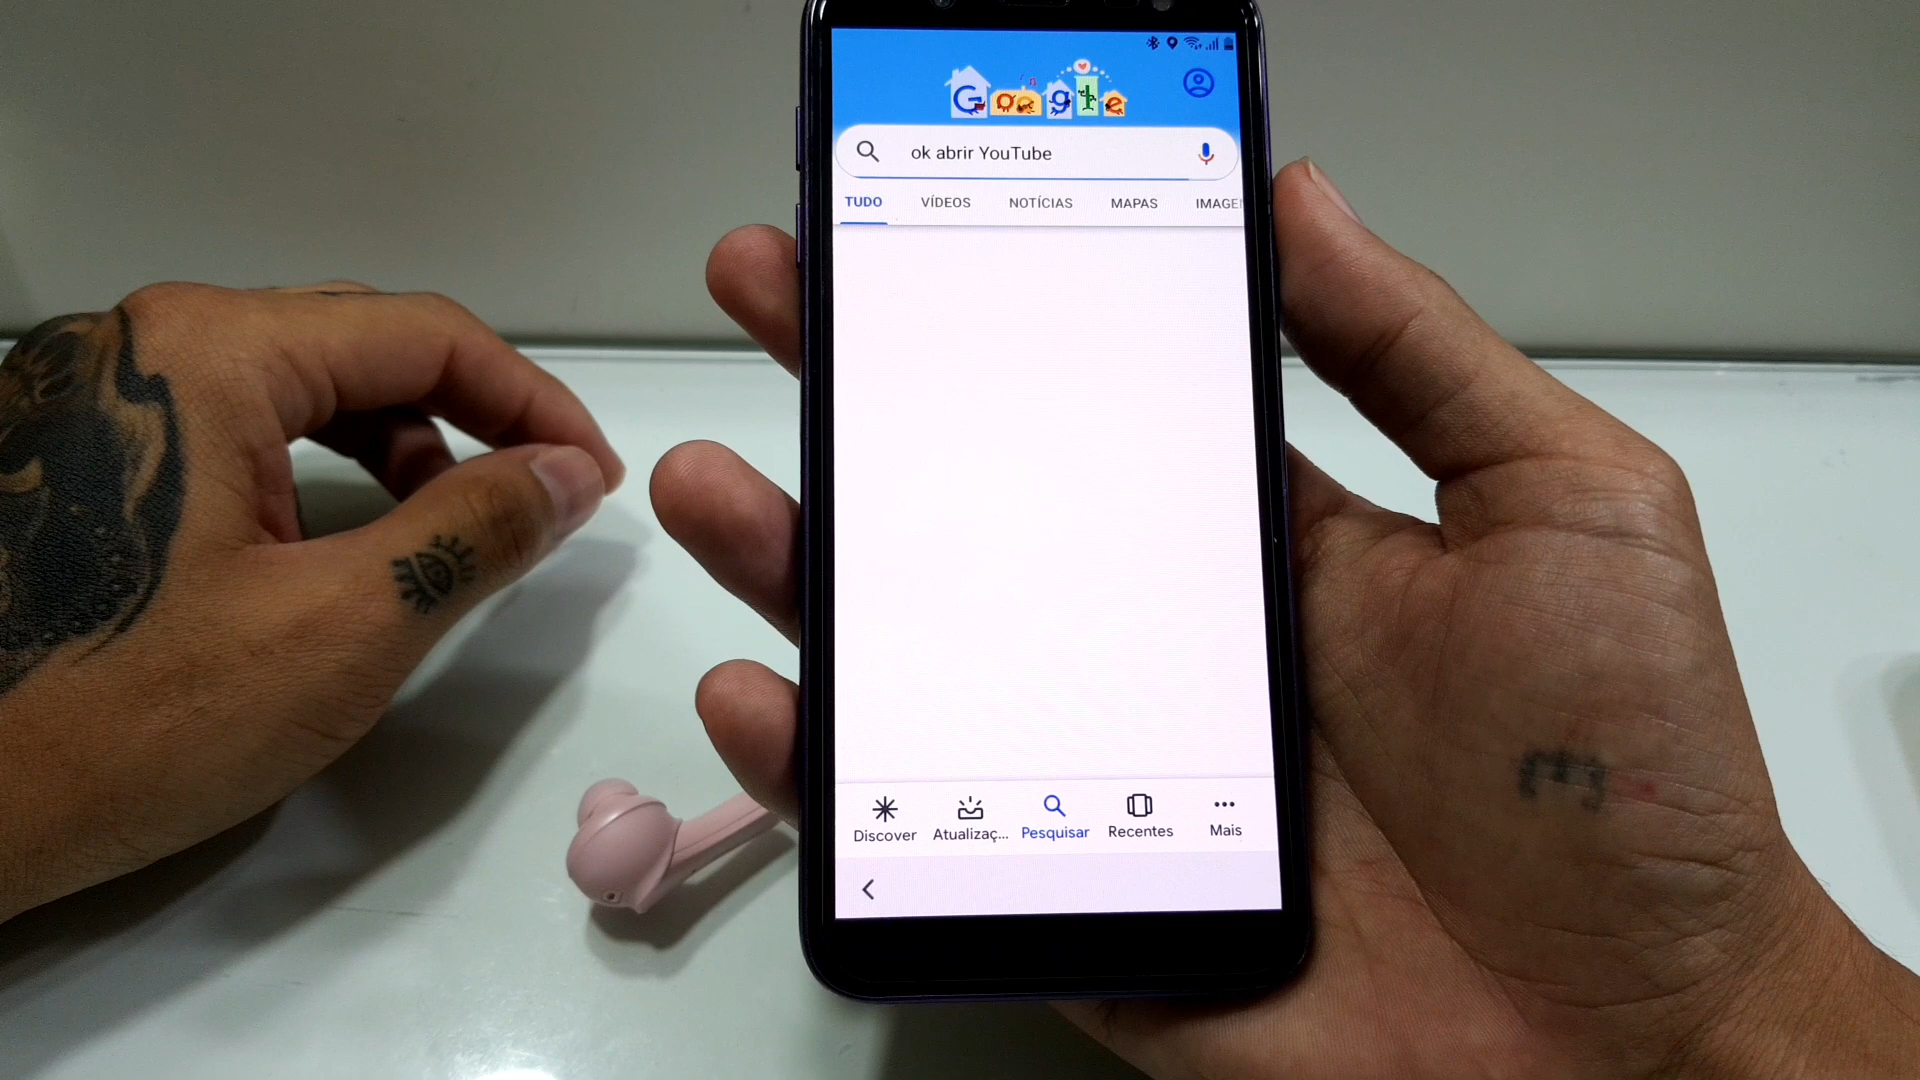 Google
ok abrir YouTube
TUDO VÍDEOS NOTÍCIAS MAPAS IMAGE
Discover Atualizaç... Pesquisar Recentes Mais